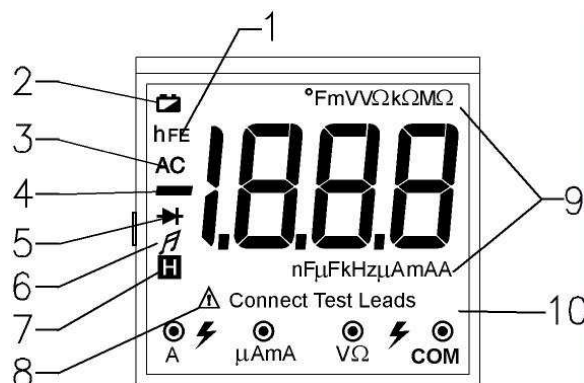 1
2
°FmVVΩkΩMΩ
hFE
3
AC
1.8.8.8
4
5
9
6
nFµFkHzµAmAA
7
H
Connect Test Leads
10
8
A
µAmA
VΩ
COM